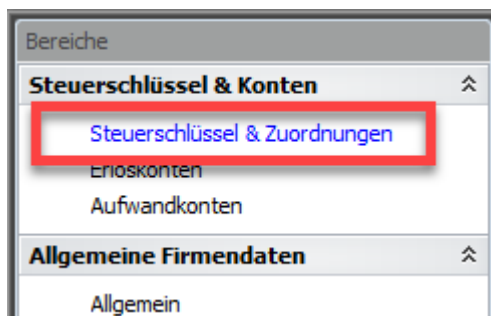 Bereiche
Steuerschlüssel & Konten
Steuerschlüssel & Zuordnungen
Erlöskonten
Aufwandkonten
Allgemeine Firmendaten
Allgemein